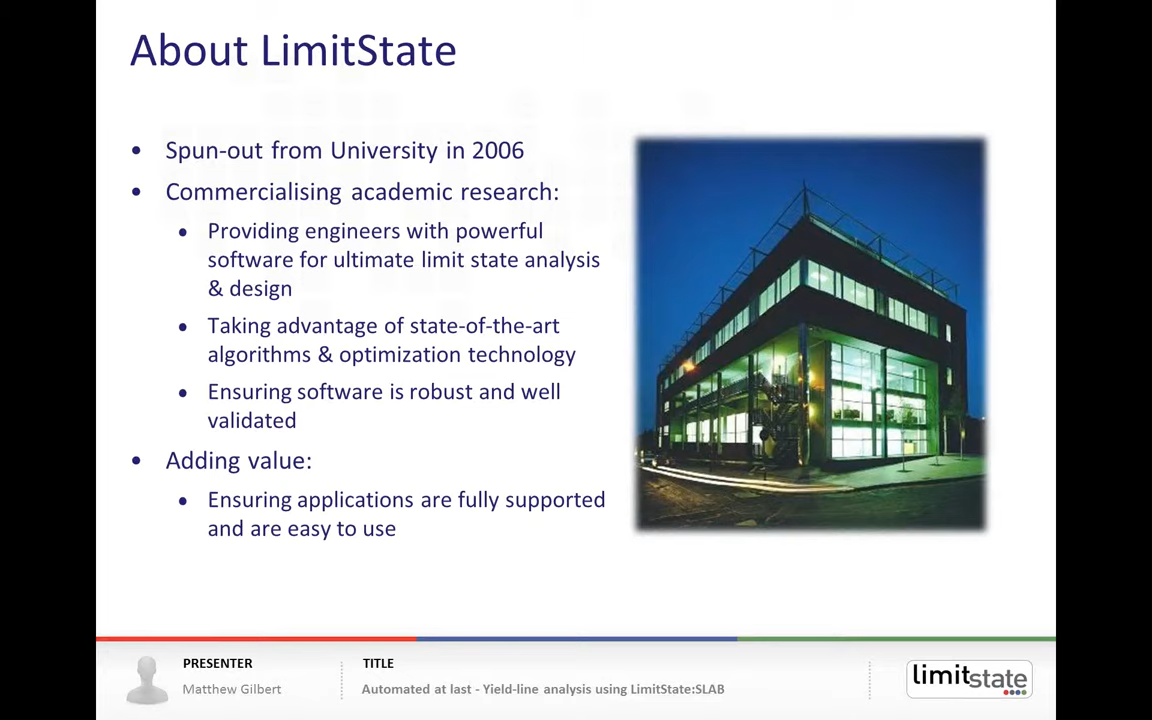 About LimitState
• Spun-out from University in 2006
• Commercialising academic research:
• Providing engineers with powerful
software for ultimate limit state analysis
& design
• Taking advantage of state-of-the-art
algorithms & optimization technology
• Ensuring software is robust and well
validated
• Adding value:
• Ensuring applications are fully supported
and are easy to use
PRESENTER
Matthew Gilbert
TITLE
Automated at last - Yield-line analysis using LimitState:SLAB
limitstate